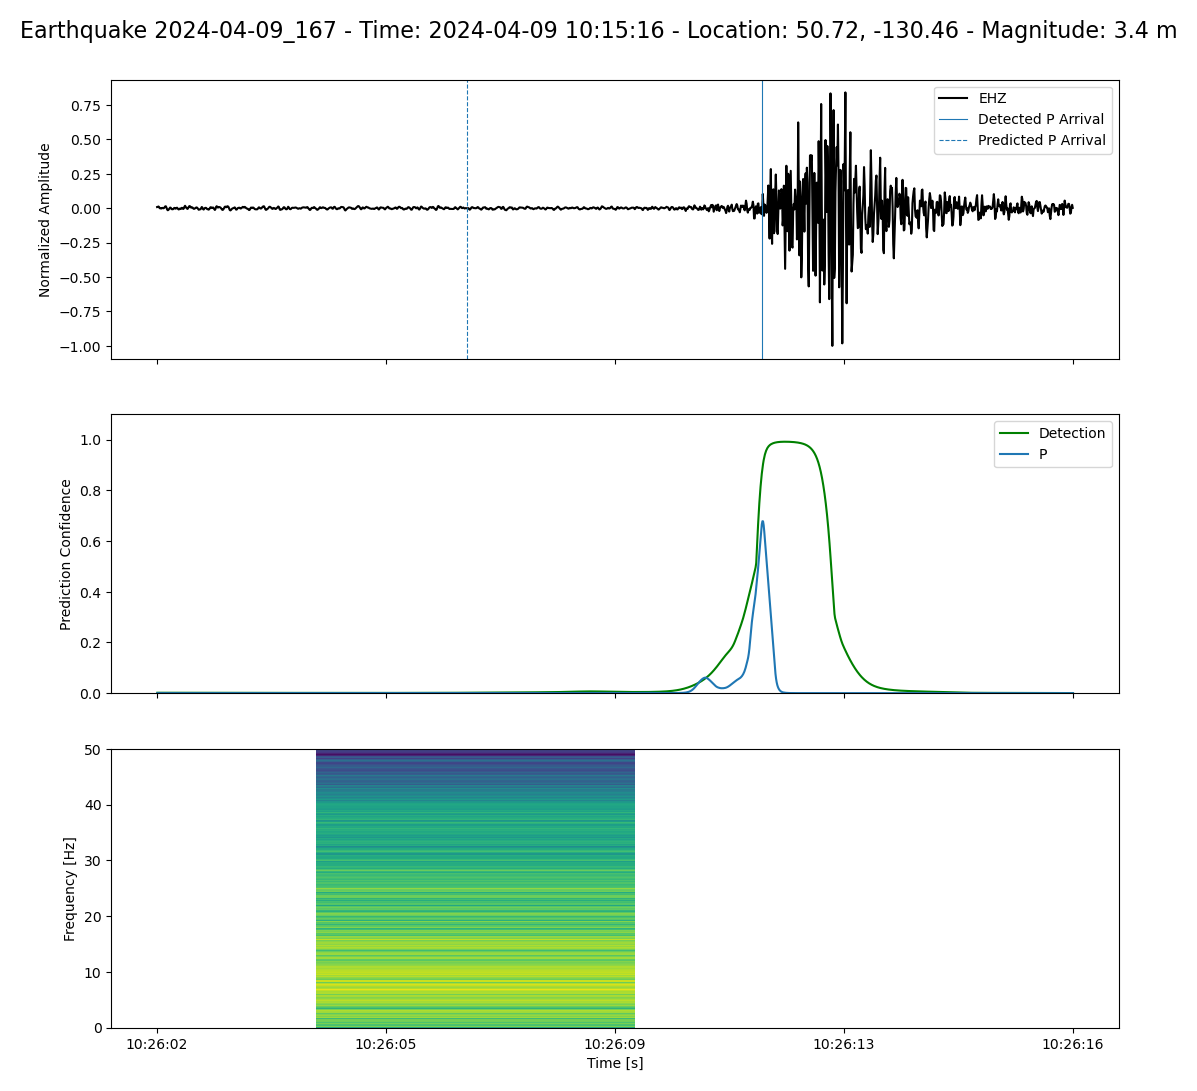 Earthquake 2024-04-09_167 - Time: 2024-04-09 10:15:16 - Location: 50.72, -130.46 - Magnitude: 3.4 m
Normalized Amplitude
0.75
0.50
0.25
0.00
−0.25
−0.50
−0.75
−1.00
EHZ
Detected P Arrival
Predicted P Arrival
Prediction Confidence
1.0
0.8
0.6
0.4
0.2
0.0
Detection
P
Frequency [Hz]
50
40
30
20
10
0
10:26:02 10:26:05 10:26:09 10:26:13 10:26:16
Time [s]